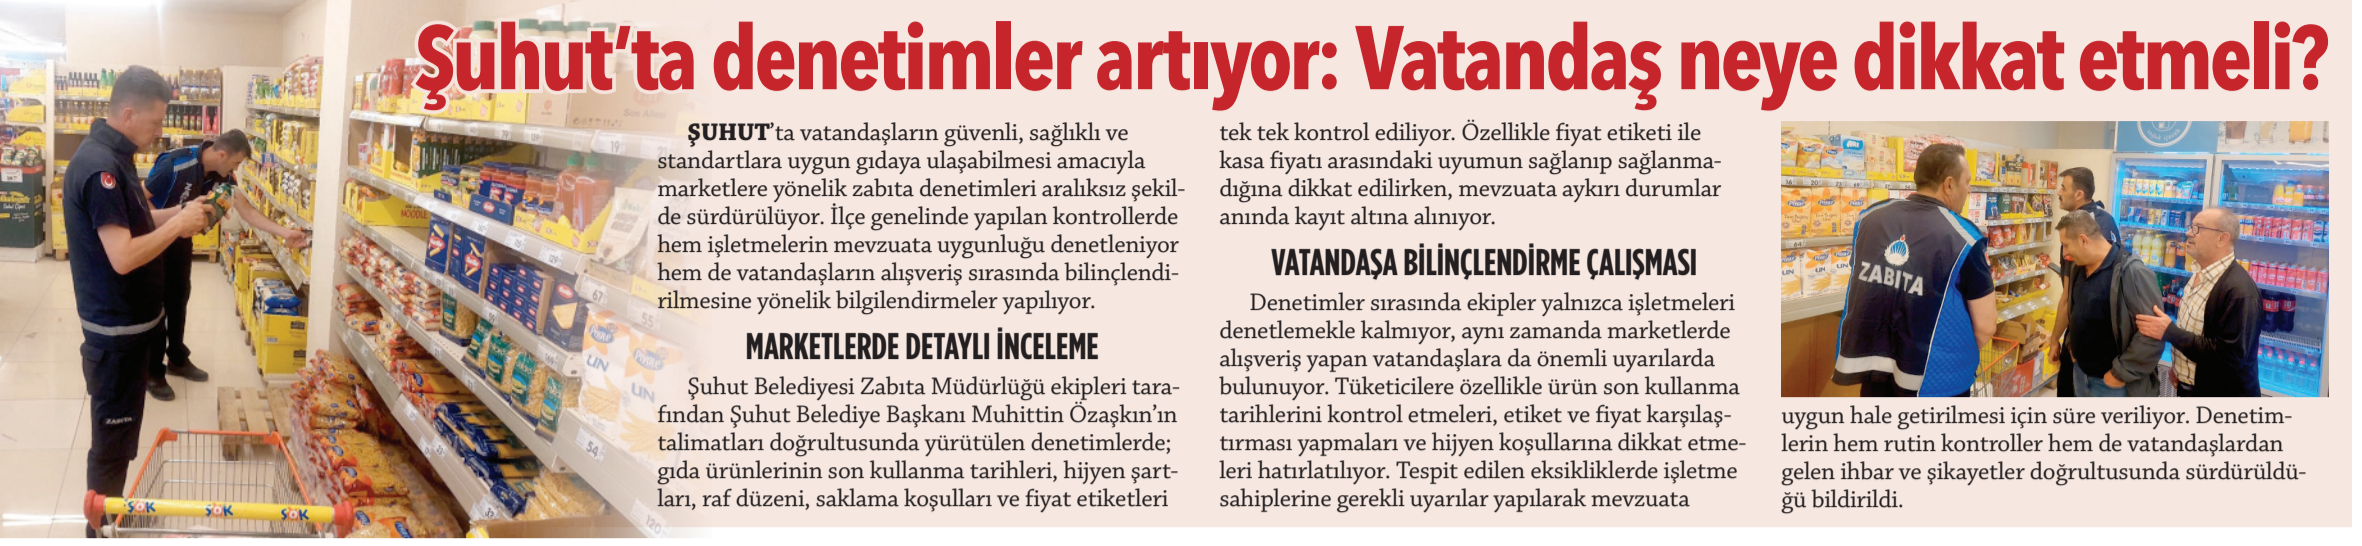 Şuhut'ta denetimler artıyor: Vatandaş neye dikkat etmeli?
ŞUHUT'ta vatandaşların güvenli, sağlıklı ve
standartlara uygun gıdaya ulaşabilmesi amacıyla
marketlere yönelik zabıta denetimleri aralıksız şekil-
de sürdürülüyor. İlçe genelinde yapılan kontrollerde
hem işletmelerin mevzuata uygunluğu denetleniyor
hem de vatandaşların alışveriş sırasında bilinçlendi-
rilmesine yönelik bilgilendirmeler yapılıyor.
MARKETLERDE DETAYLI İNCELEME
Şuhut Belediyesi Zabıta Müdürlüğü ekipleri tara-
fından Şuhut Belediye Başkanı Muhittin Özaşkın'ın
talimatları doğrultusunda yürütülen denetimlerde;
gıda ürünlerinin son kullanma tarihleri, hijyen şart-
ları, raf düzeni, saklama koşulları ve fiyat etiketleri
tek tek kontrol ediliyor. Özellikle fiyat etiketi ile
kasa fiyatı arasındaki uyumun sağlanıp sağlanma-
dığına dikkat edilirken, mevzuata aykırı durumlar
anında kayıt altına alınıyor.
VATANDAŞA BİLİNÇLENDİRME ÇALIŞMASI
Denetimler sırasında ekipler yalnızca işletmeleri
denetlemekle kalmıyor, aynı zamanda marketlerde
alışveriş yapan vatandaşlara da önemli uyarılarda
bulunuyor. Tüketicilere özellikle ürün son kullanma
tarihlerini kontrol etmeleri, etiket ve fiyat karşılaş-
tırması yapmaları ve hijyen koşullarına dikkat etme-
leri hatırlatılıyor. Tespit edilen eksikliklerde işletme
sahiplerine gerekli uyarılar yapılarak mevzuata
uygun hale getirilmesi için süre veriliyor. Denetim-
lerin hem rutin kontroller hem de vatandaşlardan
gelen ihbar ve şikayetler doğrultusunda sürdürüldü-
ğü bildirildi.
ZABITA
ZABITA
ŞOK ŞOK ŞOK
NOODLE
UN
UN